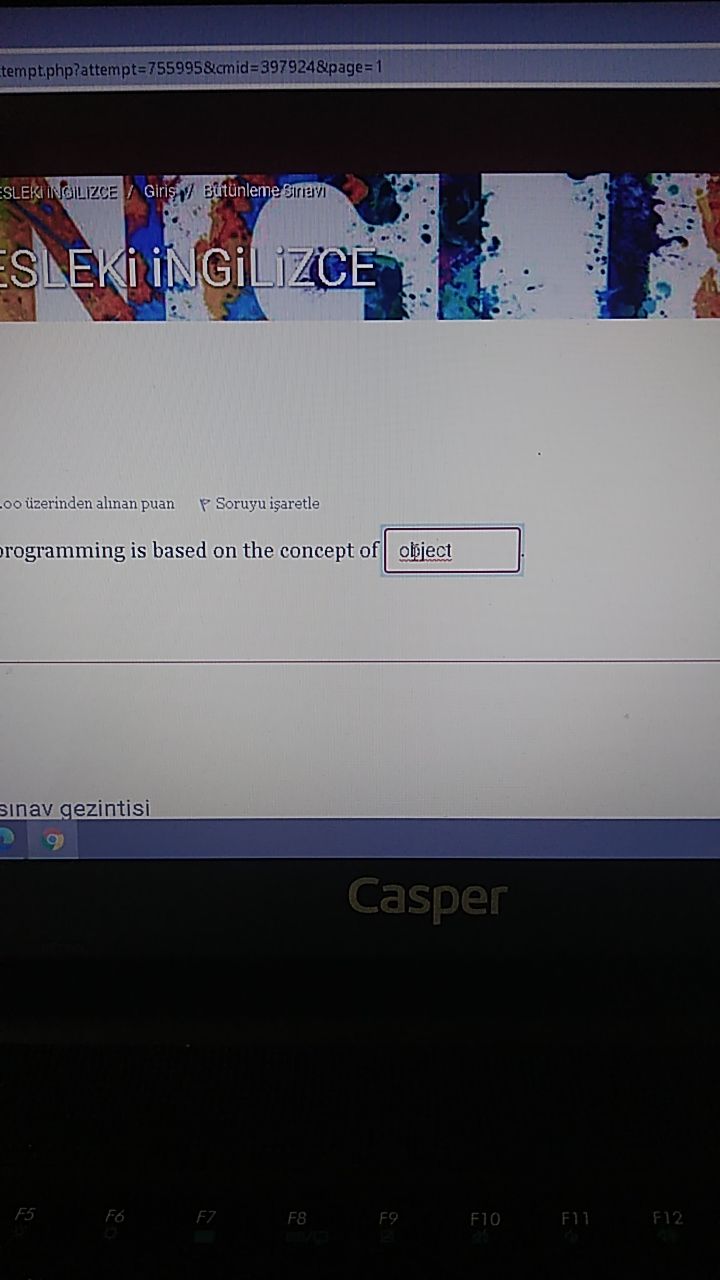 tempt.php?attempt=755995&cmid=397924&page=1
ESLEKİ İNGİLİZCE / Giriş / Bütünleme Sınavı
ESLEKİ İNGİLİZCE
.00 üzerinden alınan puan Soruyu işaretle
programming is based on the concept of object.
sınav gezintisi
Casper
F5 F6 F7 F8 F9 F10 F11 F12